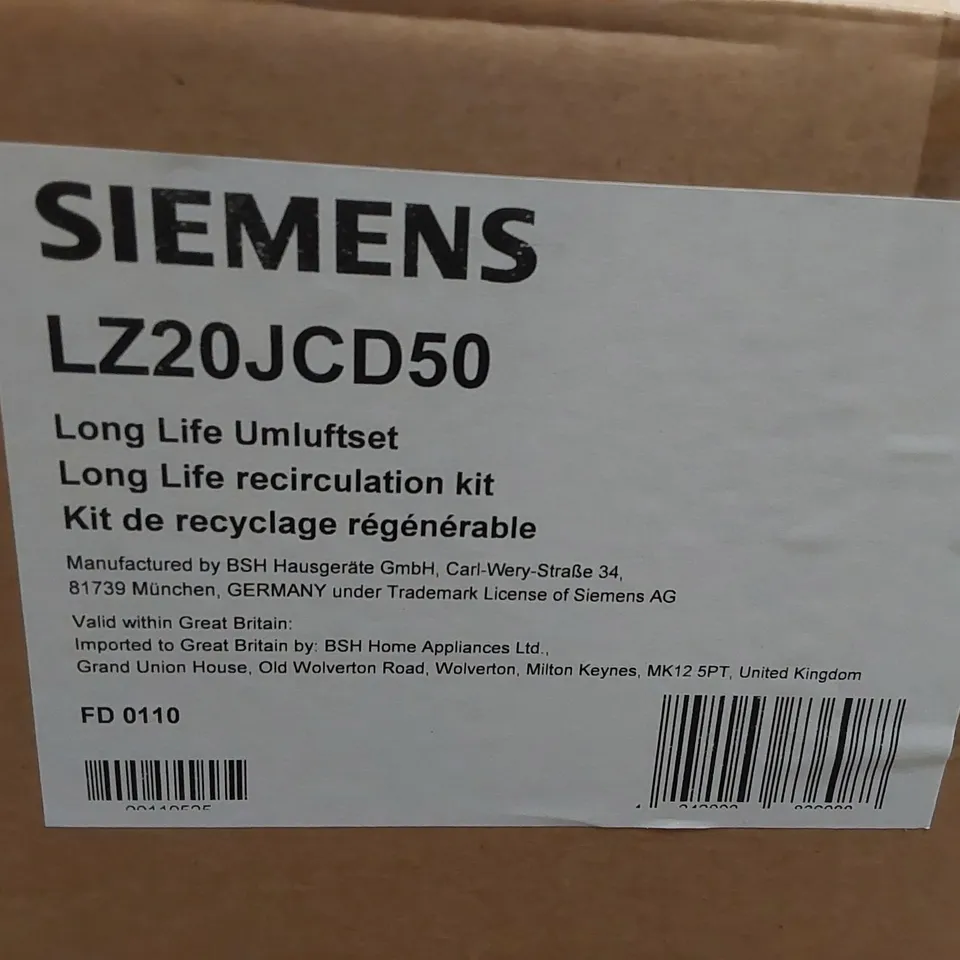 SIEMENS
LZ20JCD50
Long Life Umluftset
Long Life recirculation kit
Kit de recyclage régénérable
Manufactured by BSH Hausgeräte GmbH, Carl-Wery-Straße 34,
81739 München, GERMANY under Trademark License of Siemens AG
Valid within Great Britain:
Imported to Great Britain by: BSH Home Appliances Ltd.,
Grand Union House, Old Wolverton Road, Wolverton, Milton Keynes, MK12 5PT, United Kingdom
FD 0110